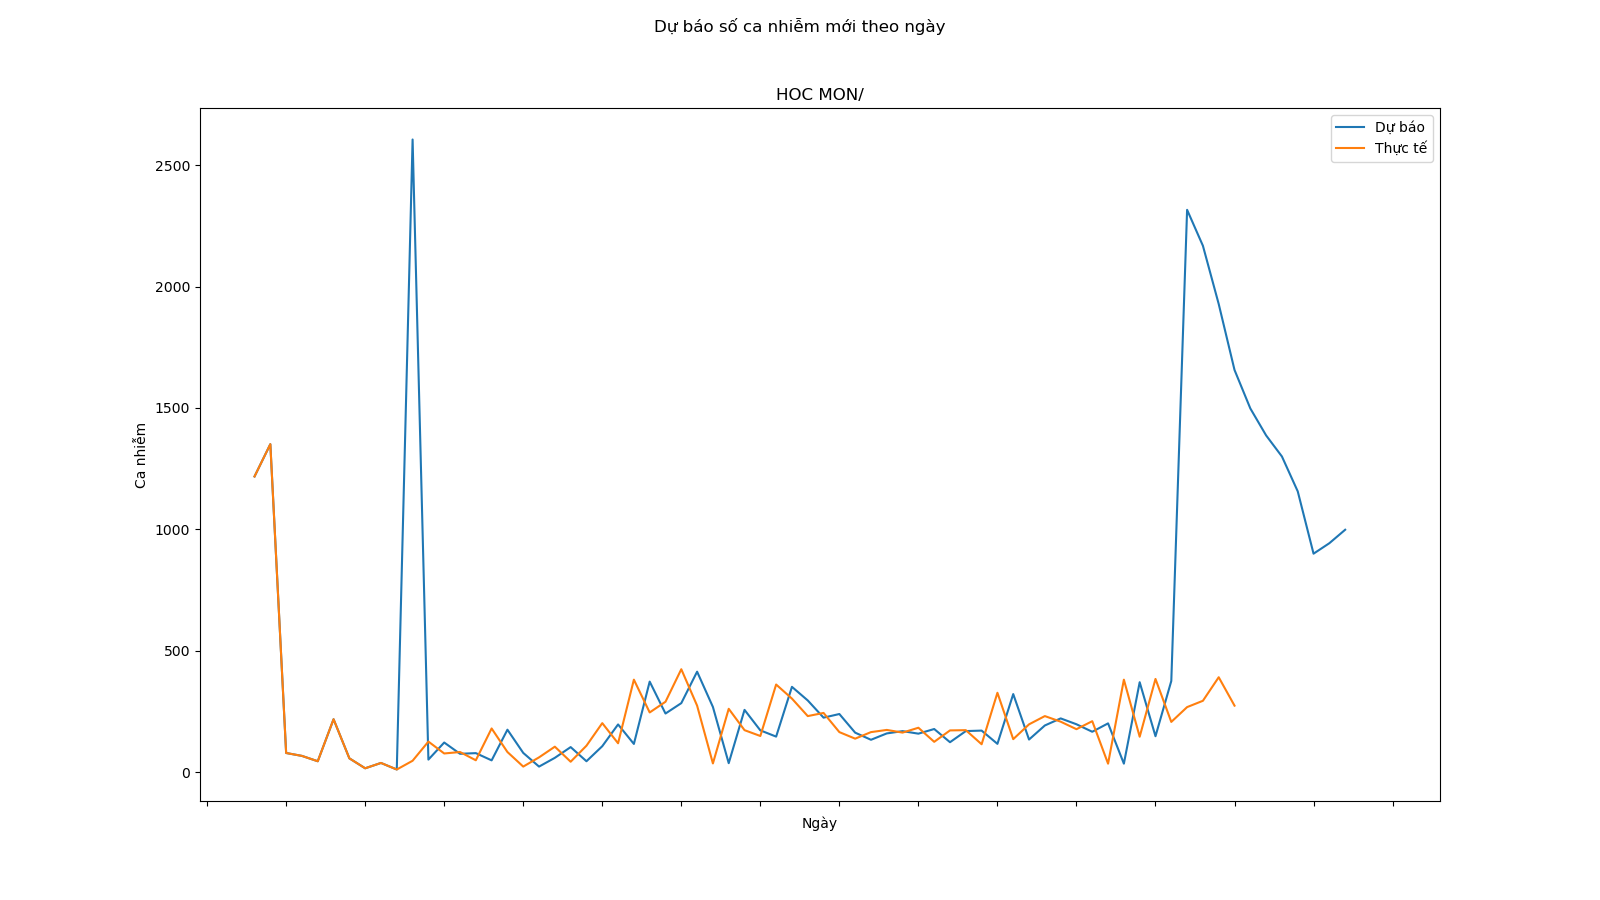 Dự báo số ca nhiễm mới theo ngày
HOC MON/
Dự báo
Thực tế
2500
2000
1500
1000
500
0
Ca nhiễm
Ngày